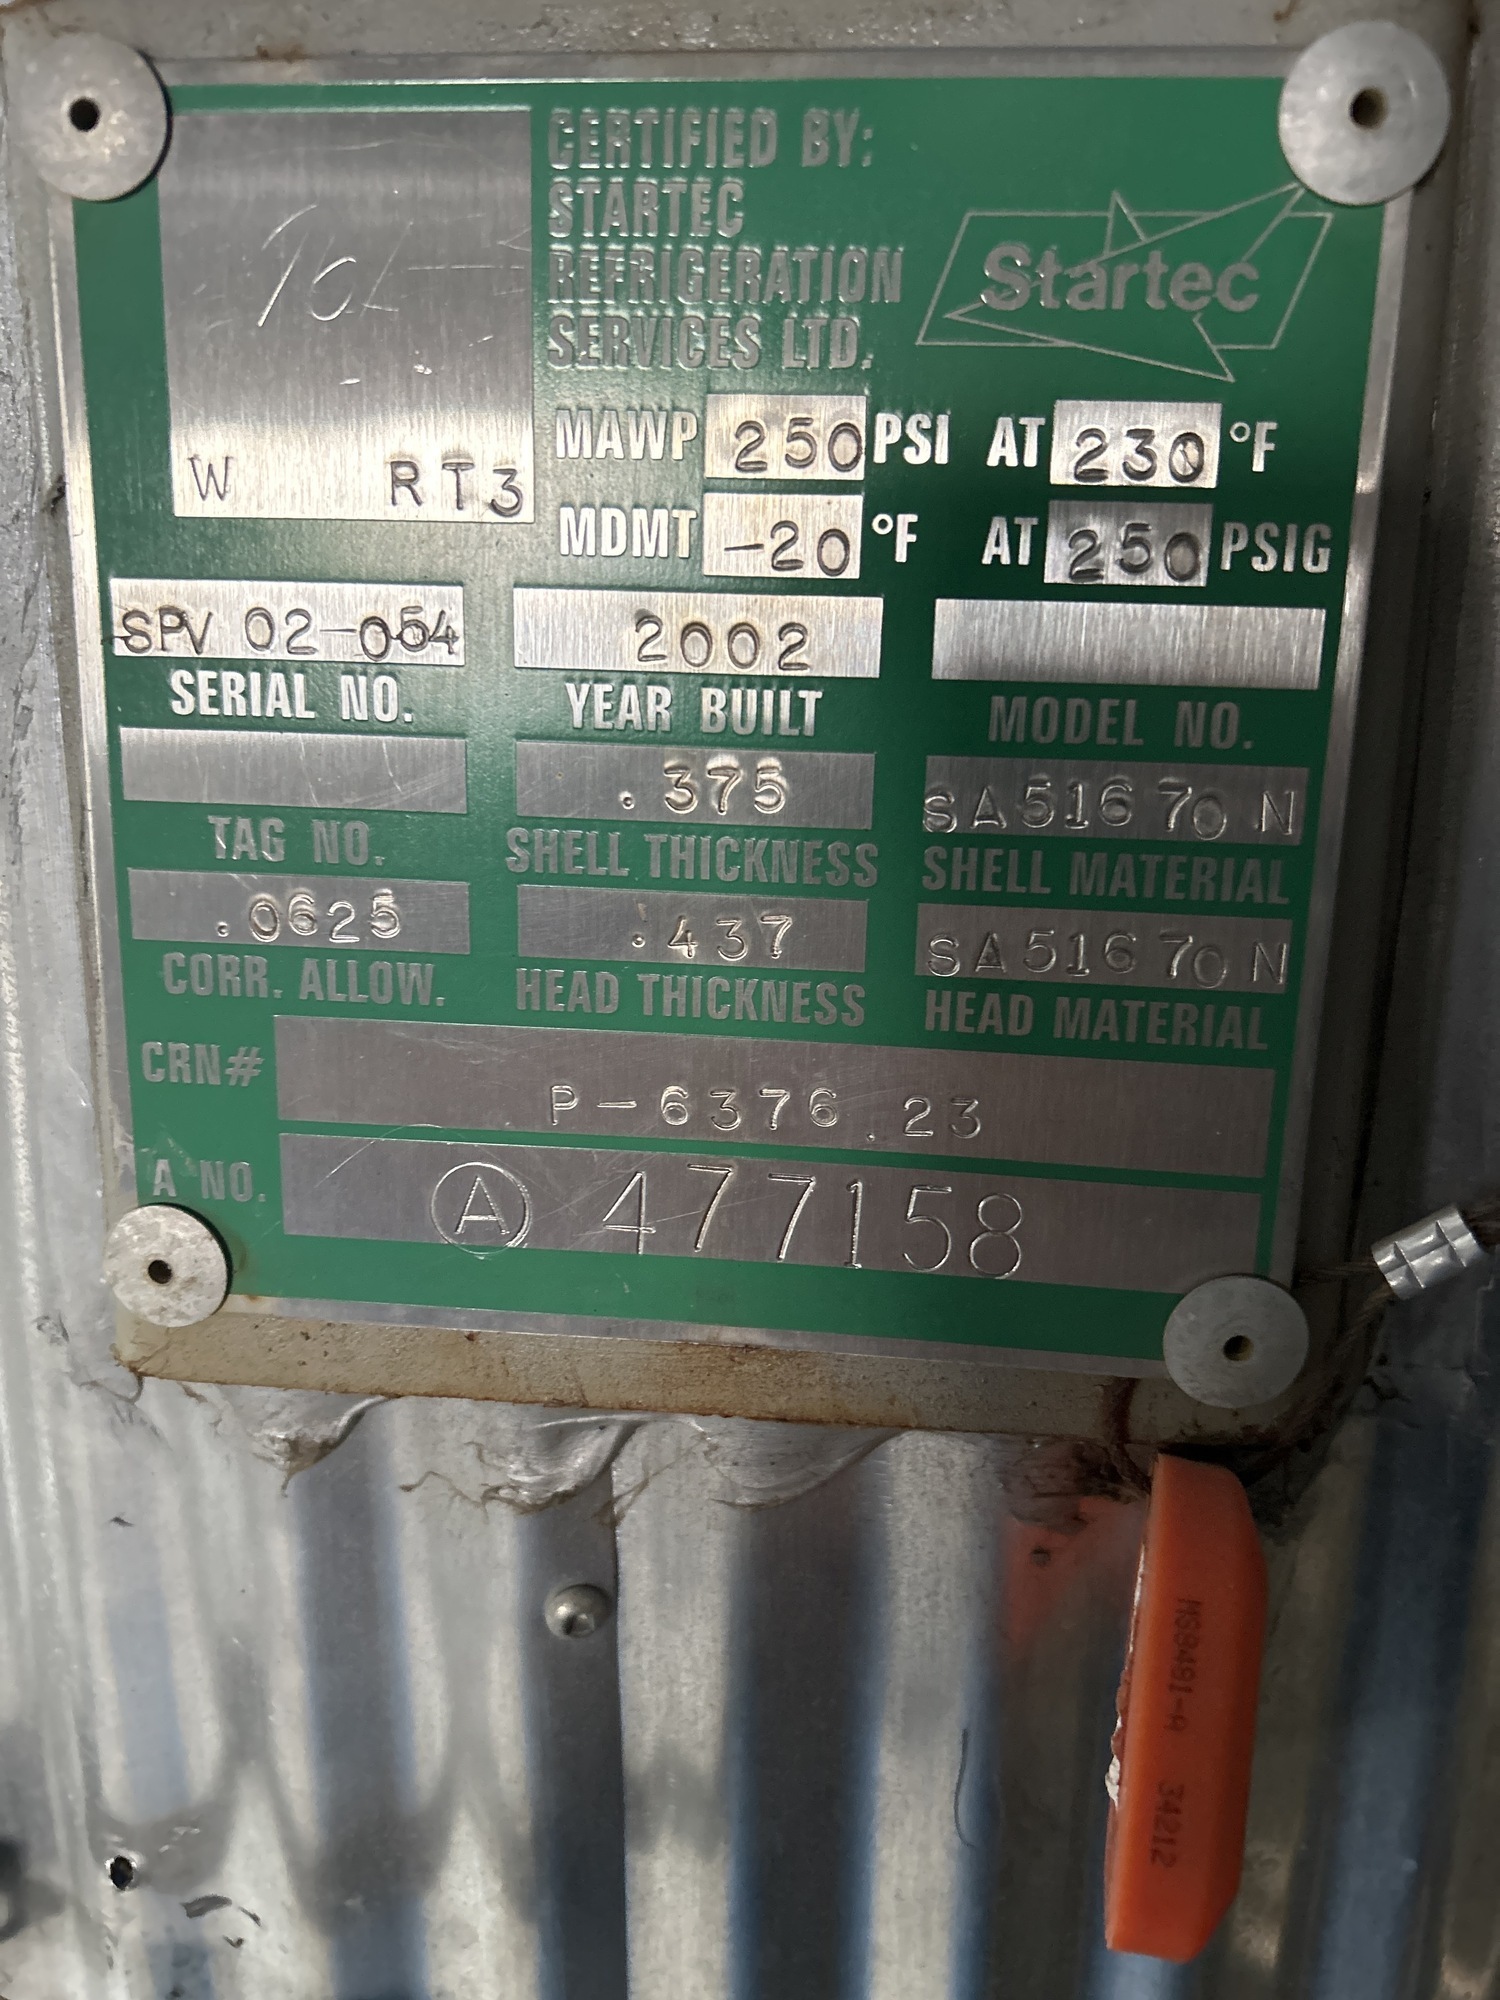 CERTIFIED BY:
STARTEC
REFRIGERATION
SERVICES LTD.
Startec
W RT3
MAWP 250 PSI AT 230 °F
MDMT -20 °F AT 250 PSIG
SPV 02-054 2002
SERIAL NO. YEAR BUILT MODEL NO.
.375 SA516 70 N
TAG NO. SHELL THICKNESS SHELL MATERIAL
.0625 .437 SA516 70 N
CORR. ALLOW. HEAD THICKNESS HEAD MATERIAL
CRN# P-6376.23
A NO. A 477158
MS8491-A 34212